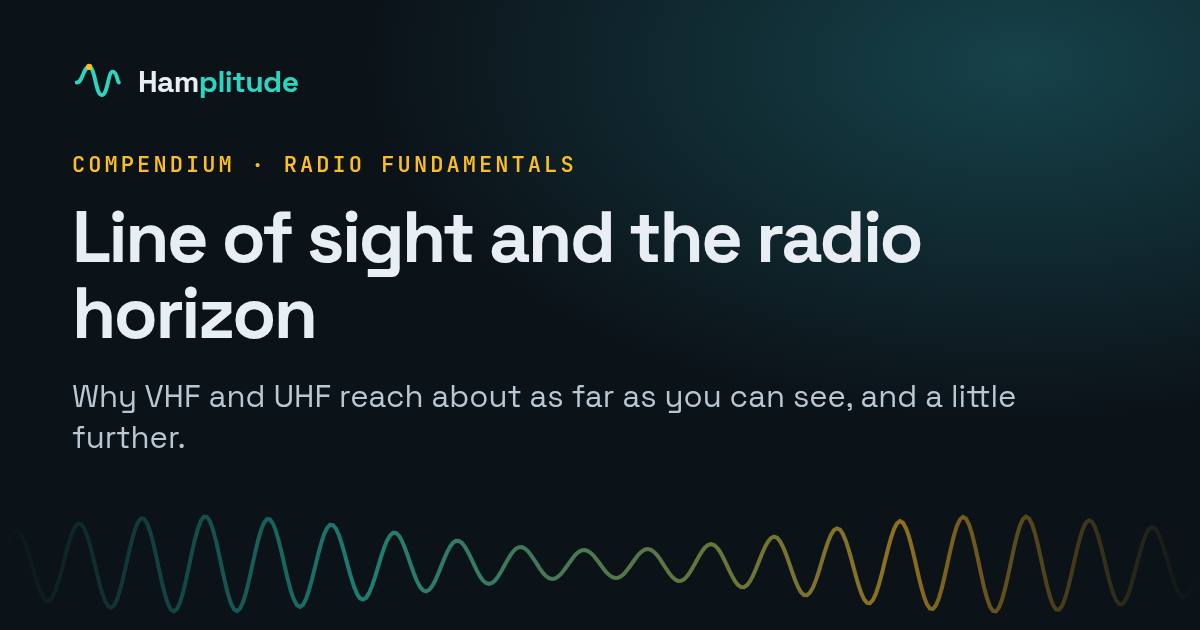 Hamplitude
COMPENDIUM · RADIO FUNDAMENTALS
Line of sight and the radio
horizon
Why VHF and UHF reach about as far as you can see, and a little
further.